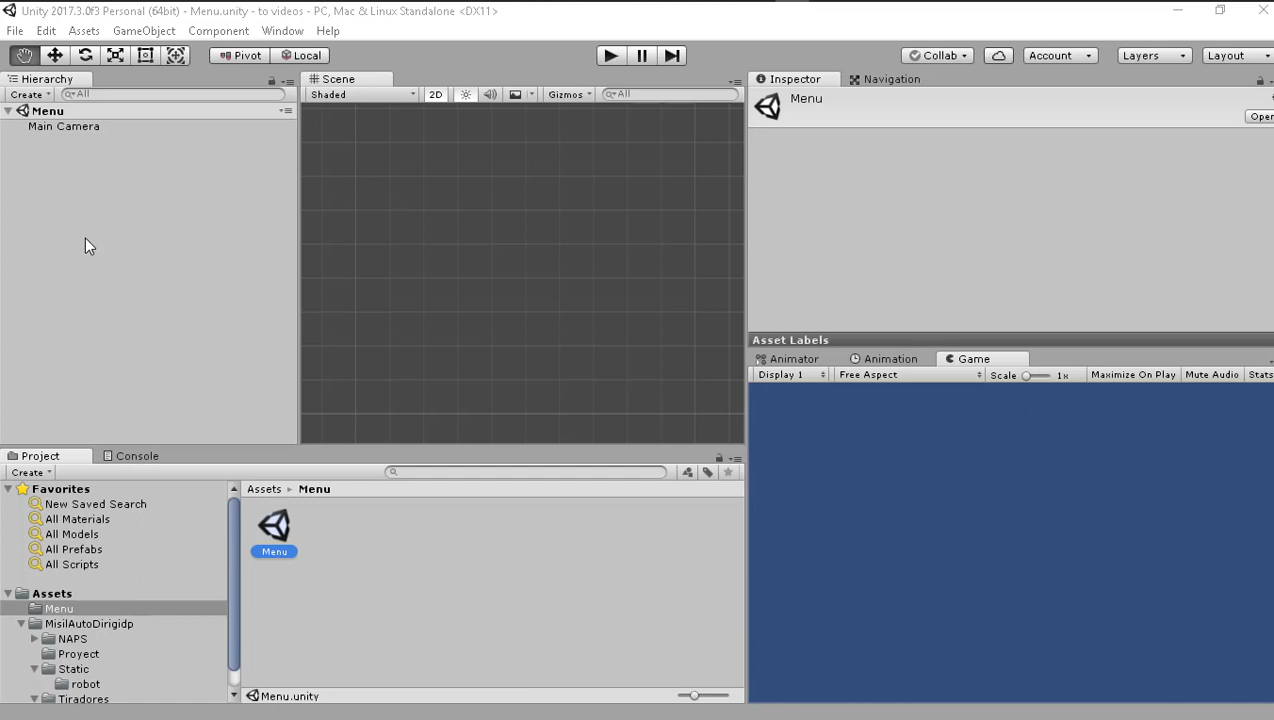 Unity 2017.3.0f3 Personal (64bit) - Menu.unity - to videos - PC, Mac & Linux Standalone <DX11>
File Edit Assets GameObject Component Window Help
Pivot Local Collab Account Layers Layout
Hierarchy Scene Inspector Navigation
Create All Shaded 2D Gizmos All Menu
Menu Open
Main Camera
Asset Labels
Animator Animation Game
Display 1 Free Aspect Scale 1x Maximize On Play Mute Audio Stats
Project Console
Create
Favorites Assets Menu
New Saved Search
All Materials
All Models
All Prefabs Menu
All Scripts
Assets
Menu
MisilAutoDirigidp
NAPS
Proyect
Static
robot
Tiradores Menu.unity